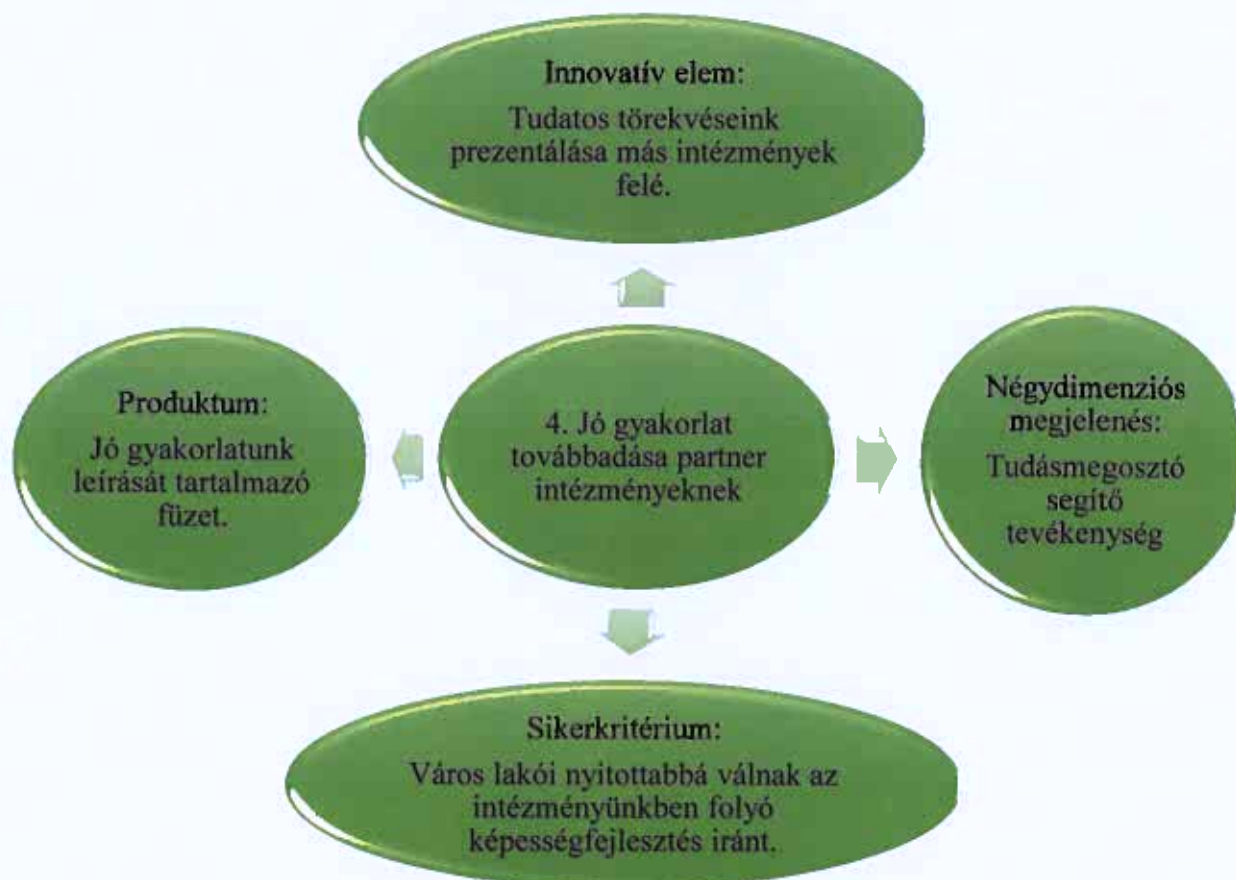 Innovatív elem:
Tudatos törekvéseink
prezentálása más intézmények
felé.
Produktum:
Jó gyakorlatunk
leírását tartalmazó
füzet.
4. Jó gyakorlat
továbbadása partner
intézményeknek
Négydimenziós
megjelenés:
Tudásmegosztó
segítő
tevékenység
Sikerkritérium:
Város lakói nyitottabbá válnak az
intézményünkben folyó
képességfejlesztés iránt.